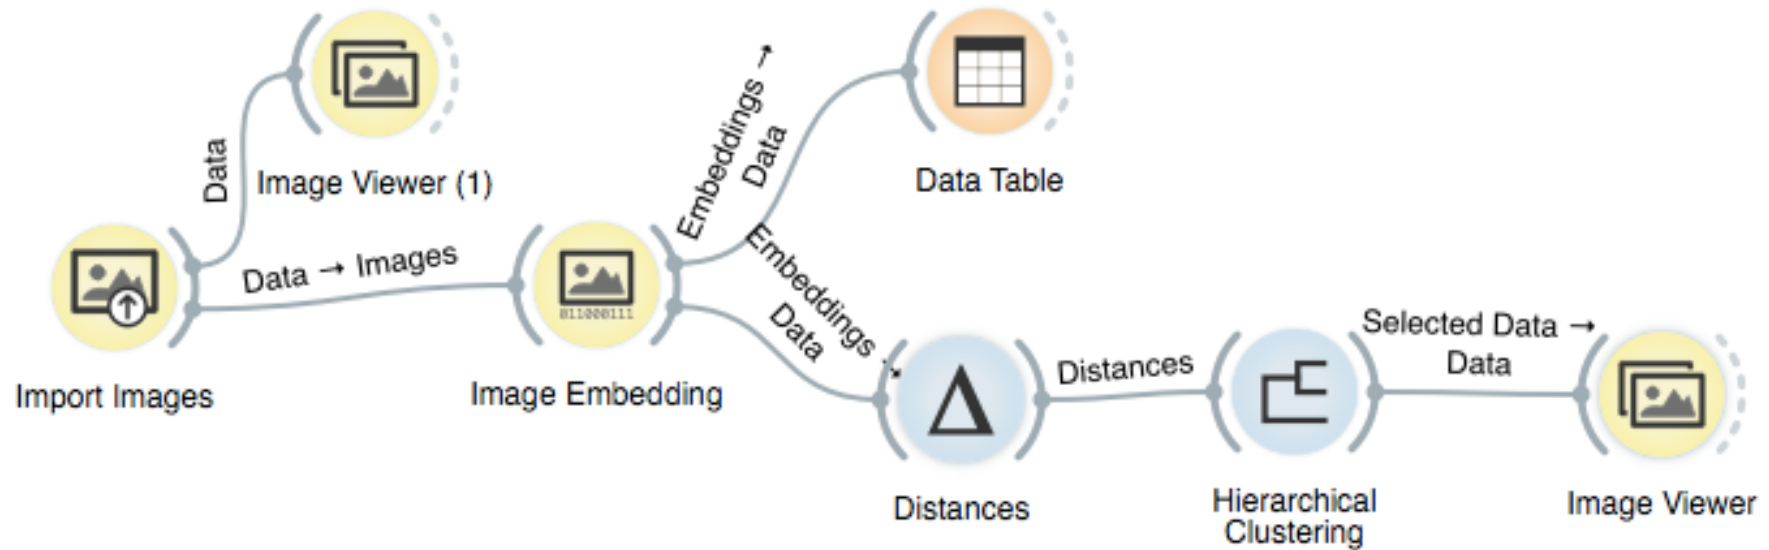 Data
Image Viewer (1)
Embeddings →
Data
Data Table
Import Images
Data → Images
011000111
Image Embedding
Embeddings →
Data
Distances
Distances
Hierarchical
Clustering
Selected Data →
Data
Image Viewer